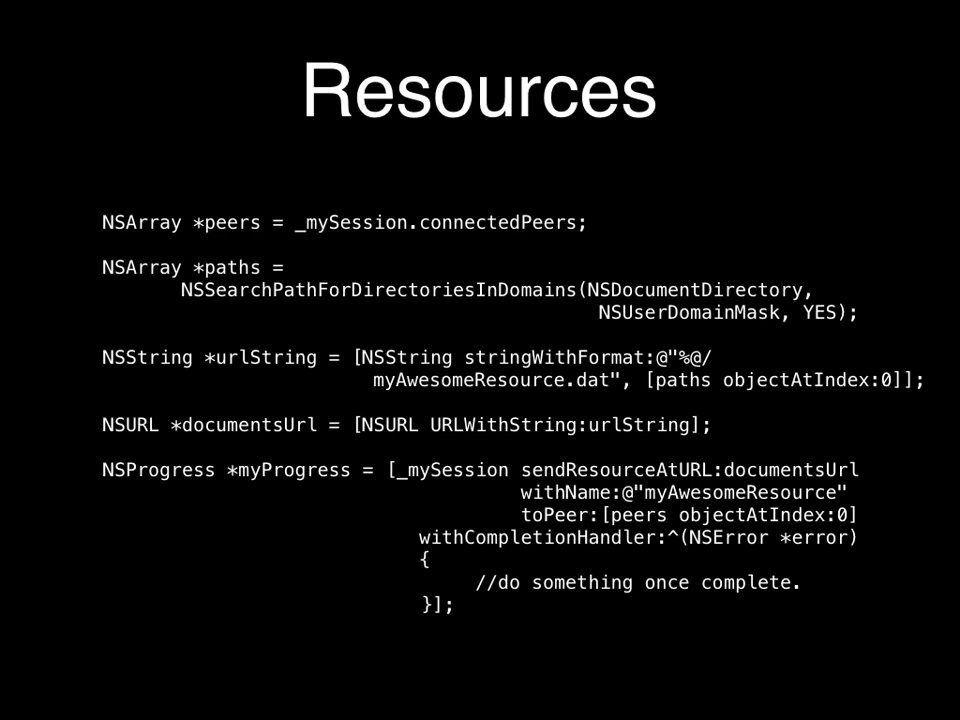 Resources
NSArray *peers = _mySession.connectedPeers;
NSArray *paths =
NSSearchPathForDirectoriesInDomains(NSDocumentDirectory,
NSUserDomainMask, YES);
NSString *urlString = [NSString stringWithFormat:@"%@/
myAwesomeResource.dat", [paths objectAtIndex:0]];
NSURL *documentsUrl = [NSURL URLWithString:urlString];
NSProgress *myProgress = [_mySession sendResourceAtURL:documentsUrl
withName:@"myAwesomeResource"
toPeer:[peers objectAtIndex:0]
withCompletionHandler:^(NSError *error)
{
//do something once complete.
}];